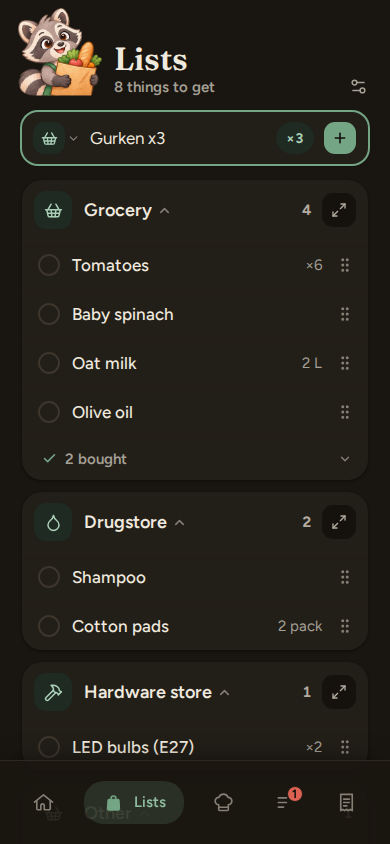 Lists
8 things to get
Gurken x3
×3
Grocery
4
Tomatoes
×6
Baby spinach
Oat milk
2 L
Olive oil
2 bought
Drugstore
2
Shampoo
Cotton pads
2 pack
Hardware store
1
LED bulbs (E27)
×2
Other
Lists
1